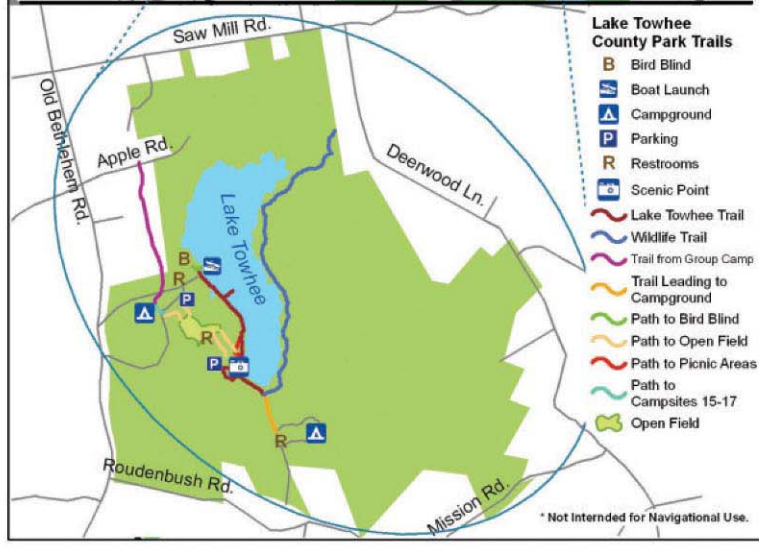 Saw Mill Rd.
Old Bethlehem Rd.
Apple Rd.
Deerwood Ln.
Lake Towhee
B
R
P
R
P
R
Roudenbush Rd.
Mission Rd.
Lake Towhee
County Park Trails
B Bird Blind
Boat Launch
Campground
P Parking
R Restrooms
Scenic Point
Lake Towhee Trail
Wildlife Trail
Trail from Group Camp
Trail Leading to
Campground
Path to Bird Blind
Path to Open Field
Path to Picnic Areas
Path to
Campsites 15-17
Open Field
* Not Internded for Navigational Use.